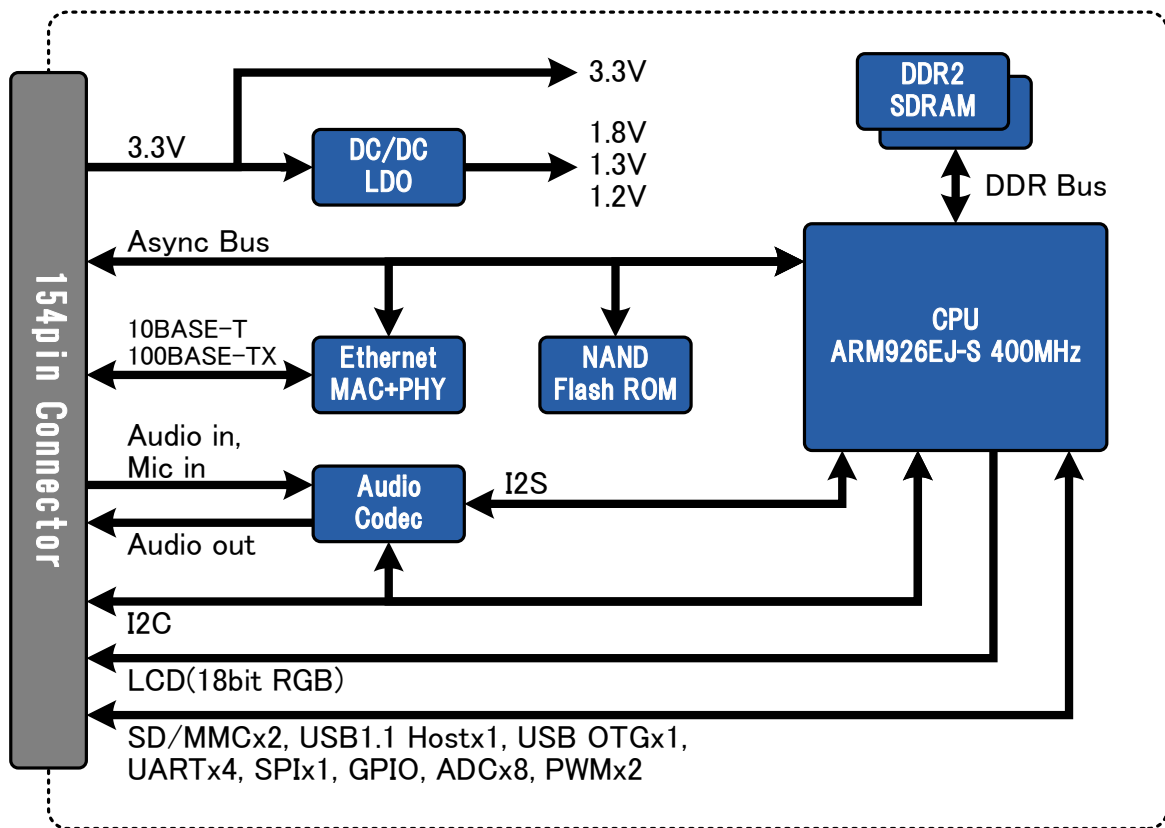 154pin Connector
3.3V
3.3V
DC/DC
LDO
1.8V
1.3V
1.2V
DDR2
SDRAM
DDR Bus
Async Bus
CPU
ARM926EJ-S 400MHz
10BASE-T
100BASE-TX
Ethernet
MAC+PHY
NAND
Flash ROM
Audio in,
Mic in
Audio
Codec
I2S
Audio out
I2C
LCD(18bit RGB)
SD/MMCx2, USB1.1 Hostx1, USB OTGx1,
UARTx4, SPIx1, GPIO, ADCx8, PWMx2